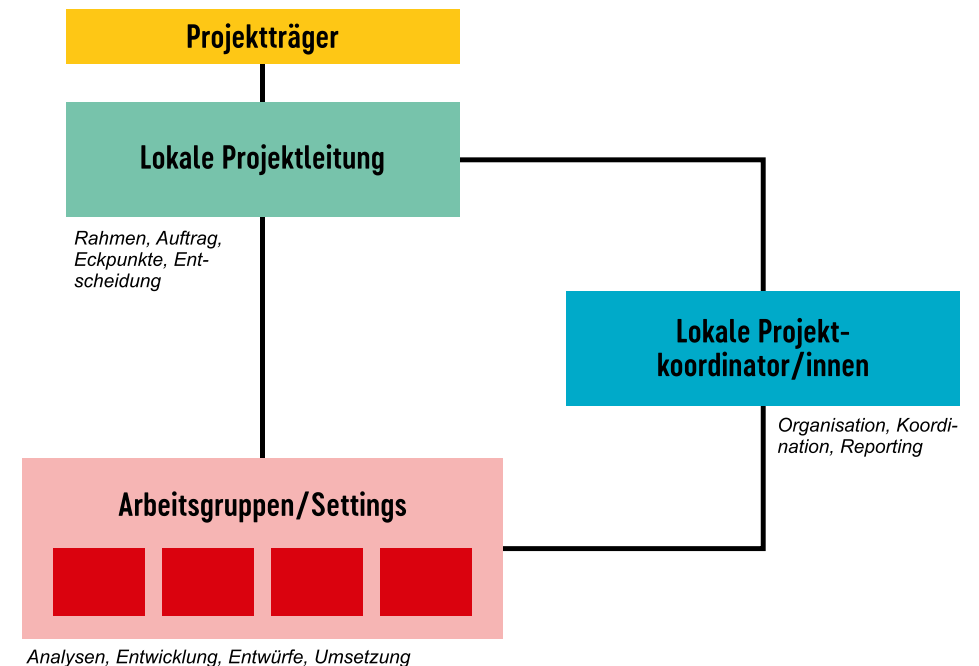 Projektträger
Lokale Projektleitung
Rahmen, Auftrag,
Eckpunkte, Ent-
scheidung
Lokale Projekt-
koordinator/innen
Organisation, Koordi-
nation, Reporting
Arbeitsgruppen/Settings
Analysen, Entwicklung, Entwürfe, Umsetzung